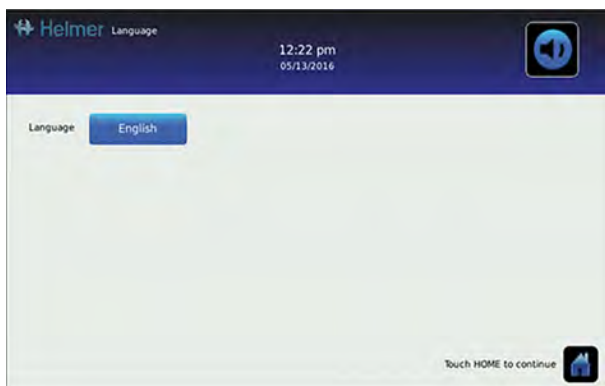 Helmer Language
12:22 pm
05/13/2016
Language English
Touch HOME to continue